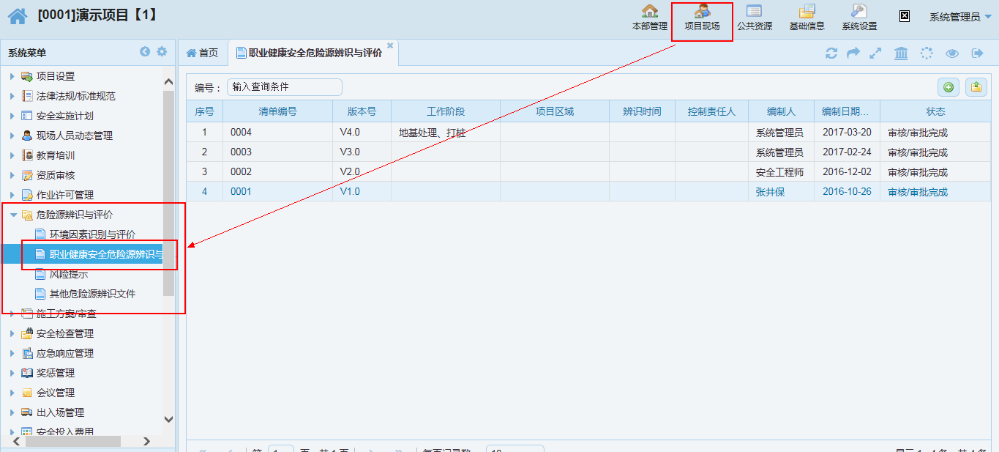 [0001]演示项目【1】
本部管理 项目现场 公共资源 基础信息 系统设置 系统管理员
系统菜单
首页 职业健康安全危险源辨识与评价
项目设置
法律法规/标准规范
安全实施计划
现场人员动态管理
教育培训
资质审核
作业许可管理
危险源辨识与评价
环境因素识别与评价
职业健康安全危险源辨识与
风险提示
其他危险源辨识文件
施工方案/审查
安全检查管理
应急响应管理
奖惩管理
会议管理
出入场管理
安全投入费用
编号： 输入查询条件
序号 清单编号 版本号 工作阶段 项目区域 辨识时间 控制责任人 编制人 编制日期... 状态
1 0004 V4.0 地基处理、打桩 系统管理员 2017-03-20 审核/审批完成
2 0003 V3.0 系统管理员 2017-02-24 审核/审批完成
3 0002 V2.0 安全工程师 2016-12-02 审核/审批完成
4 0001 V1.0 张井保 2016-10-26 审核/审批完成